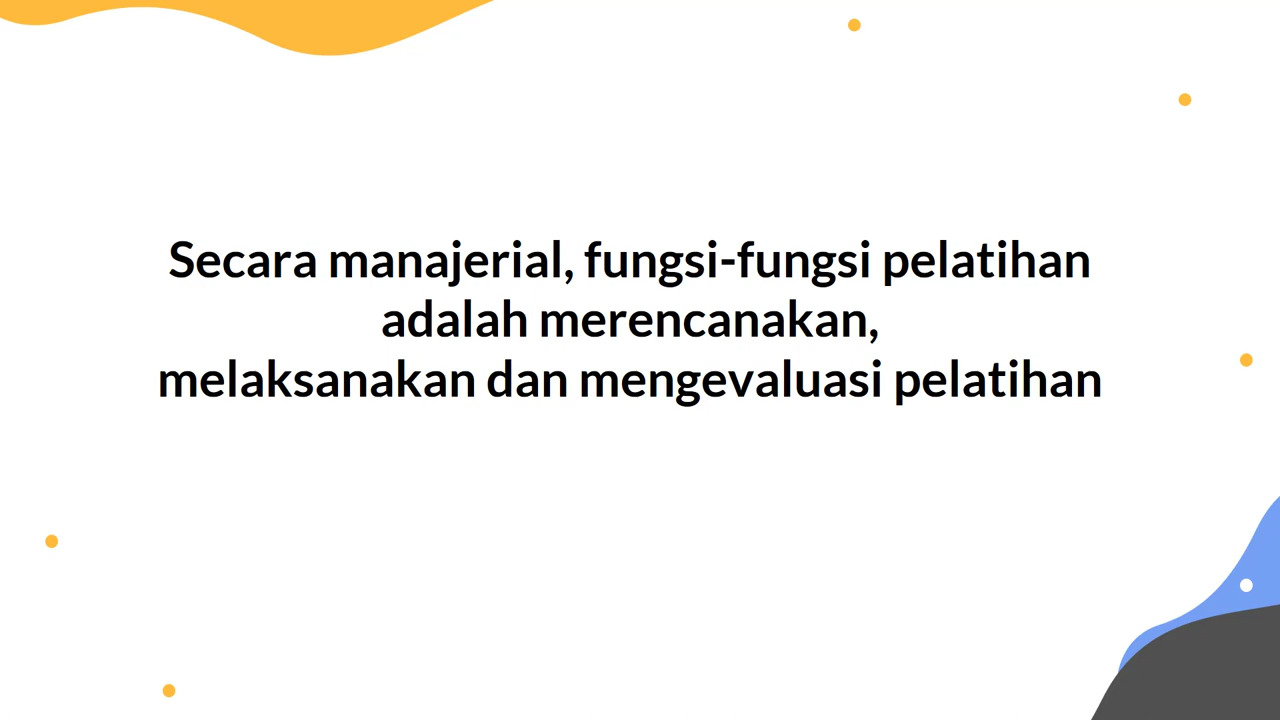 Secara manajerial, fungsi-fungsi pelatihan
adalah merencanakan,
melaksanakan dan mengevaluasi pelatihan